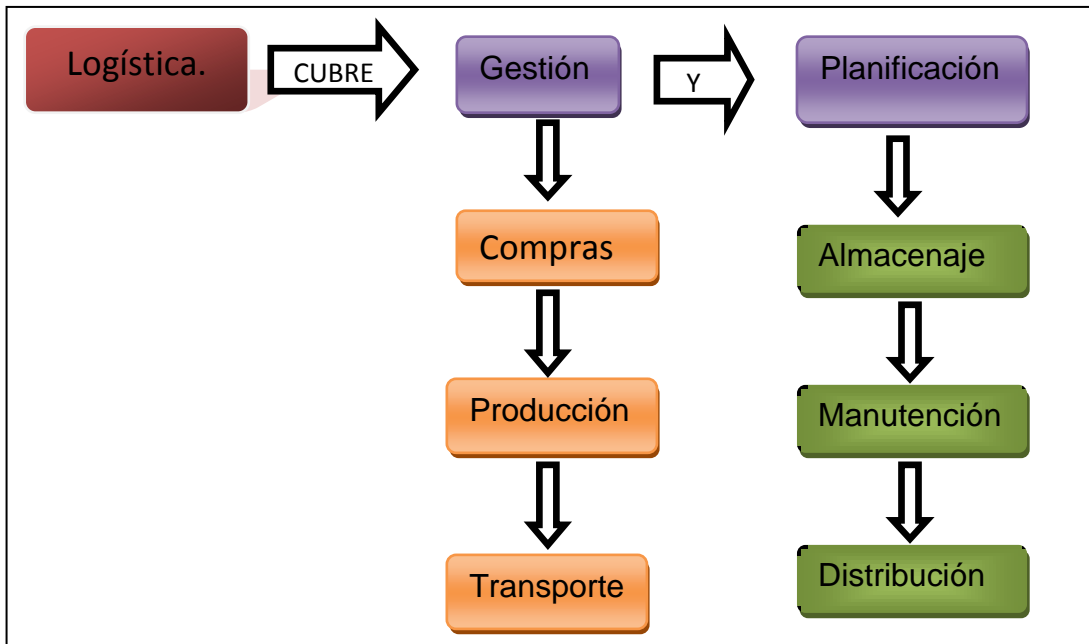 Logística.
CUBRE
Gestión
Y
Planificación
Compras
Almacenaje
Producción
Manutención
Transporte
Distribución